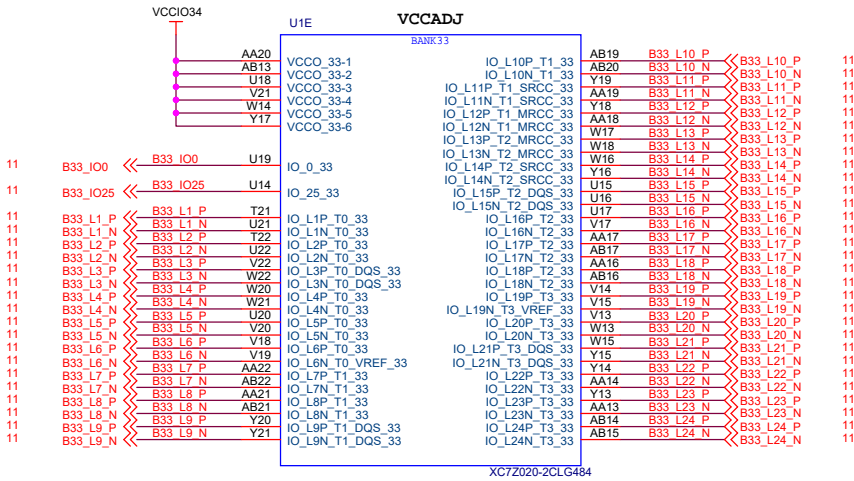 VCCIO34
U1E
VCCADJ
BANK33
AA20 VCCO_33-1
AB13 VCCO_33-2
U18 VCCO_33-3
V21 VCCO_33-4
W14 VCCO_33-5
Y17 VCCO_33-6
11 B33_IO0 B33_IO0 U19 IO_0_33
11 B33_IO25 B33_IO25 U14 IO_25_33
11 B33_L1_P B33_L1_P T21 IO_L1P_T0_33
11 B33_L1_N B33_L1_N U21 IO_L1N_T0_33
11 B33_L2_P B33_L2_P T22 IO_L2P_T0_33
11 B33_L2_N B33_L2_N U22 IO_L2N_T0_33
11 B33_L3_P B33_L3_P V22 IO_L3P_T0_DQS_33
11 B33_L3_N B33_L3_N W22 IO_L3N_T0_DQS_33
11 B33_L4_P B33_L4_P W20 IO_L4P_T0_33
11 B33_L4_N B33_L4_N W21 IO_L4N_T0_33
11 B33_L5_P B33_L5_P U20 IO_L5P_T0_33
11 B33_L5_N B33_L5_N V20 IO_L5N_T0_33
11 B33_L6_P B33_L6_P V18 IO_L6P_T0_33
11 B33_L6_N B33_L6_N V19 IO_L6N_T0_VREF_33
11 B33_L7_P B33_L7_P AA22 IO_L7P_T1_33
11 B33_L7_N B33_L7_N AB22 IO_L7N_T1_33
11 B33_L8_P B33_L8_P AA21 IO_L8P_T1_33
11 B33_L8_N B33_L8_N AB21 IO_L8N_T1_33
11 B33_L9_P B33_L9_P Y20 IO_L9P_T1_DQS_33
11 B33_L9_N B33_L9_N Y21 IO_L9N_T1_DQS_33
IO_L10P_T1_33 AB19 B33_L10_P B33_L10_P 11
IO_L10N_T1_33 AB20 B33_L10_N B33_L10_N 11
IO_L11P_T1_SRCC_33 Y19 B33_L11_P B33_L11_P 11
IO_L11N_T1_SRCC_33 AA19 B33_L11_N B33_L11_N 11
IO_L12P_T1_MRCC_33 Y18 B33_L12_P B33_L12_P 11
IO_L12N_T1_MRCC_33 AA18 B33_L12_N B33_L12_N 11
IO_L13P_T2_MRCC_33 W17 B33_L13_P B33_L13_P 11
IO_L13N_T2_MRCC_33 W18 B33_L13_N B33_L13_N 11
IO_L14P_T2_SRCC_33 W16 B33_L14_P B33_L14_P 11
IO_L14N_T2_SRCC_33 Y16 B33_L14_N B33_L14_N 11
IO_L15P_T2_DQS_33 U15 B33_L15_P B33_L15_P 11
IO_L15N_T2_DQS_33 U16 B33_L15_N B33_L15_N 11
IO_L16P_T2_33 U17 B33_L16_P B33_L16_P 11
IO_L16N_T2_33 V17 B33_L16_N B33_L16_N 11
IO_L17P_T2_33 AA17 B33_L17_P B33_L17_P 11
IO_L17N_T2_33 AB17 B33_L17_N B33_L17_N 11
IO_L18P_T2_33 AA16 B33_L18_P B33_L18_P 11
IO_L18N_T2_33 AB16 B33_L18_N B33_L18_N 11
IO_L19P_T3_33 V14 B33_L19_P B33_L19_P 11
IO_L19N_T3_VREF_33 V15 B33_L19_N B33_L19_N 11
IO_L20P_T3_33 V13 B33_L20_P B33_L20_P 11
IO_L20N_T3_33 W13 B33_L20_N B33_L20_N 11
IO_L21P_T3_DQS_33 W15 B33_L21_P B33_L21_P 11
IO_L21N_T3_DQS_33 Y15 B33_L21_N B33_L21_N 11
IO_L22P_T3_33 Y14 B33_L22_P B33_L22_P 11
IO_L22N_T3_33 AA14 B33_L22_N B33_L22_N 11
IO_L23P_T3_33 Y13 B33_L23_P B33_L23_P 11
IO_L23N_T3_33 AA13 B33_L23_N B33_L23_N 11
IO_L24P_T3_33 AB14 B33_L24_P B33_L24_P 11
IO_L24N_T3_33 AB15 B33_L24_N B33_L24_N 11
XC7Z020-2CLG484